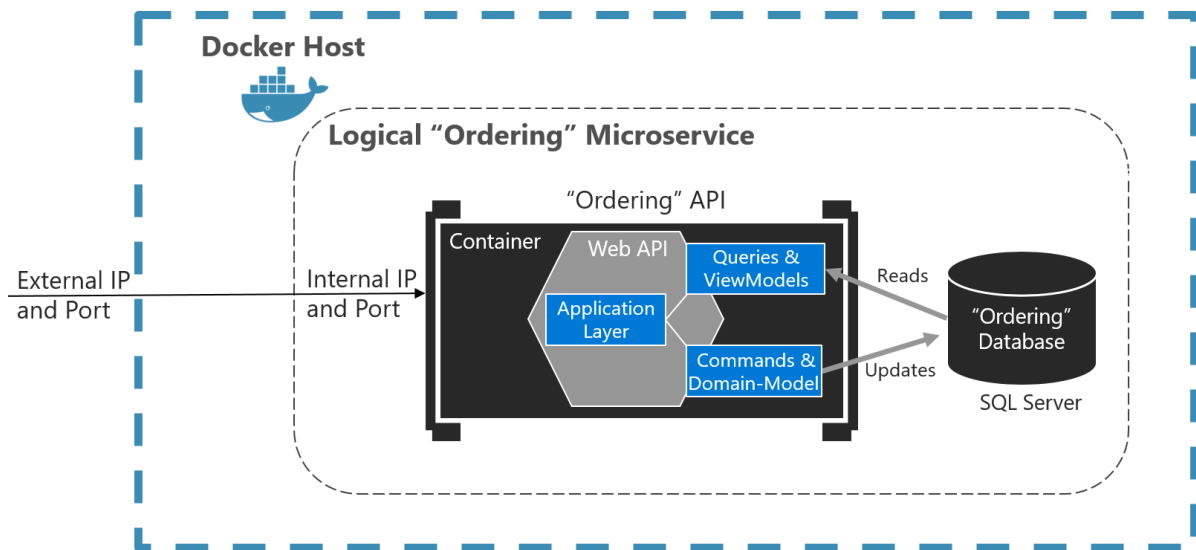 Docker Host
Logical “Ordering” Microservice
“Ordering” API
Container
Web API
Queries &
ViewModels
Application
Layer
Commands &
Domain-Model
External IP
and Port
Internal IP
and Port
Reads
Updates
“Ordering”
Database
SQL Server